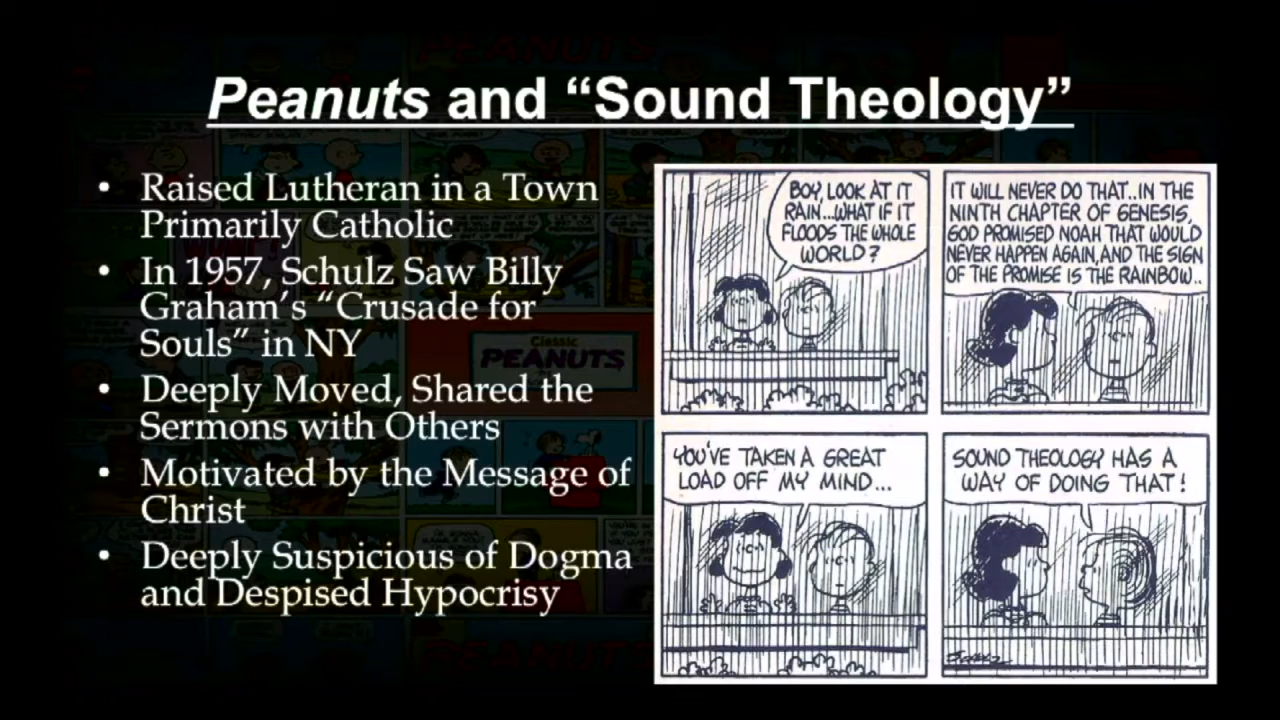 Peanuts and “Sound Theology”
• Raised Lutheran in a Town
Primarily Catholic
• In 1957, Schulz Saw Billy
Graham’s “Crusade for
Souls” in NY
• Deeply Moved, Shared the
Sermons with Others
• Motivated by the Message of
Christ
• Deeply Suspicious of Dogma
and Despised Hypocrisy
BOY, LOOK AT IT
RAIN...WHAT IF IT
FLOODS THE WHOLE
WORLD?
IT WILL NEVER DO THAT..IN THE
NINTH CHAPTER OF GENESIS,
GOD PROMISED NOAH THAT WOULD
NEVER HAPPEN AGAIN, AND THE SIGN
OF THE PROMISE IS THE RAINBOW..
YOU'VE TAKEN A GREAT
LOAD OFF MY MIND...
SOUND THEOLOGY HAS A
WAY OF DOING THAT!
SCHULZ
Classic
PEANUTS
PEANUTS
PEANUTS